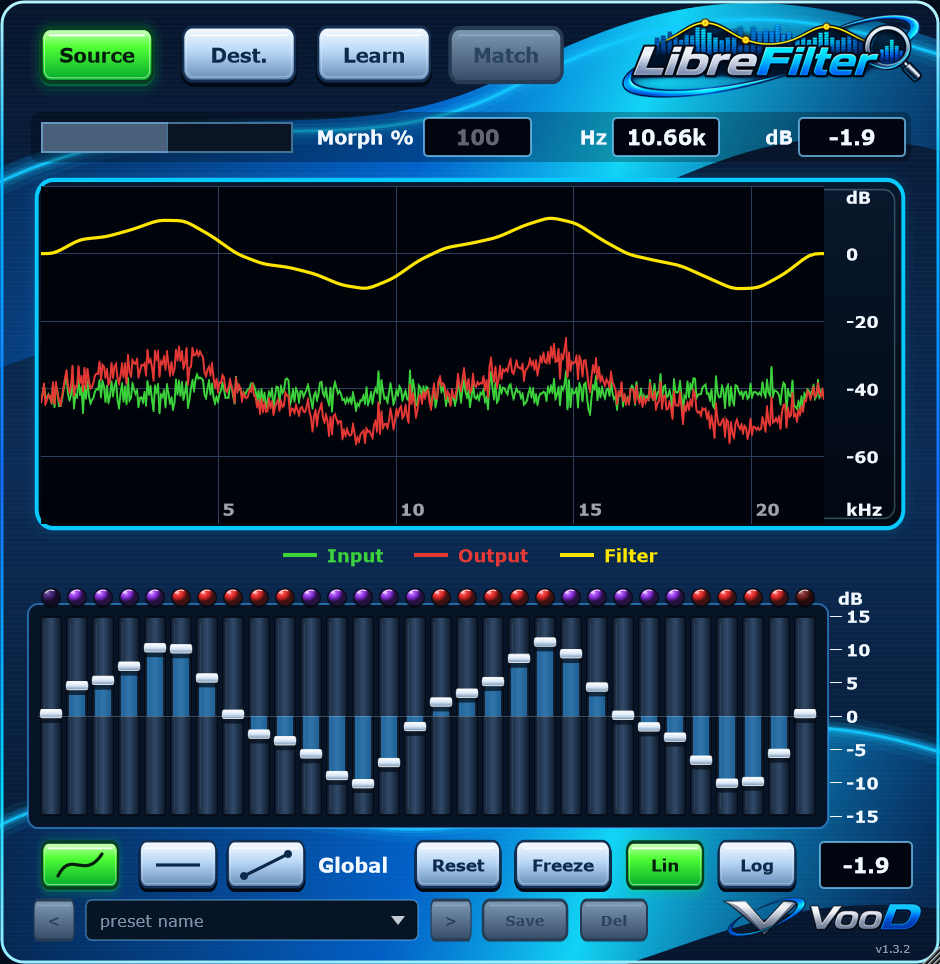 Source Dest. Learn Match LibreFilter
Morph % 100 Hz 10.66k dB -1.9
dB
0
-20
-40
-60
5 10 15 20 kHz
Input Output Filter
dB
15
10
5
0
-5
-10
-15
Global Reset Freeze Lin Log -1.9
< preset name > Save Del VooD
v1.3.2